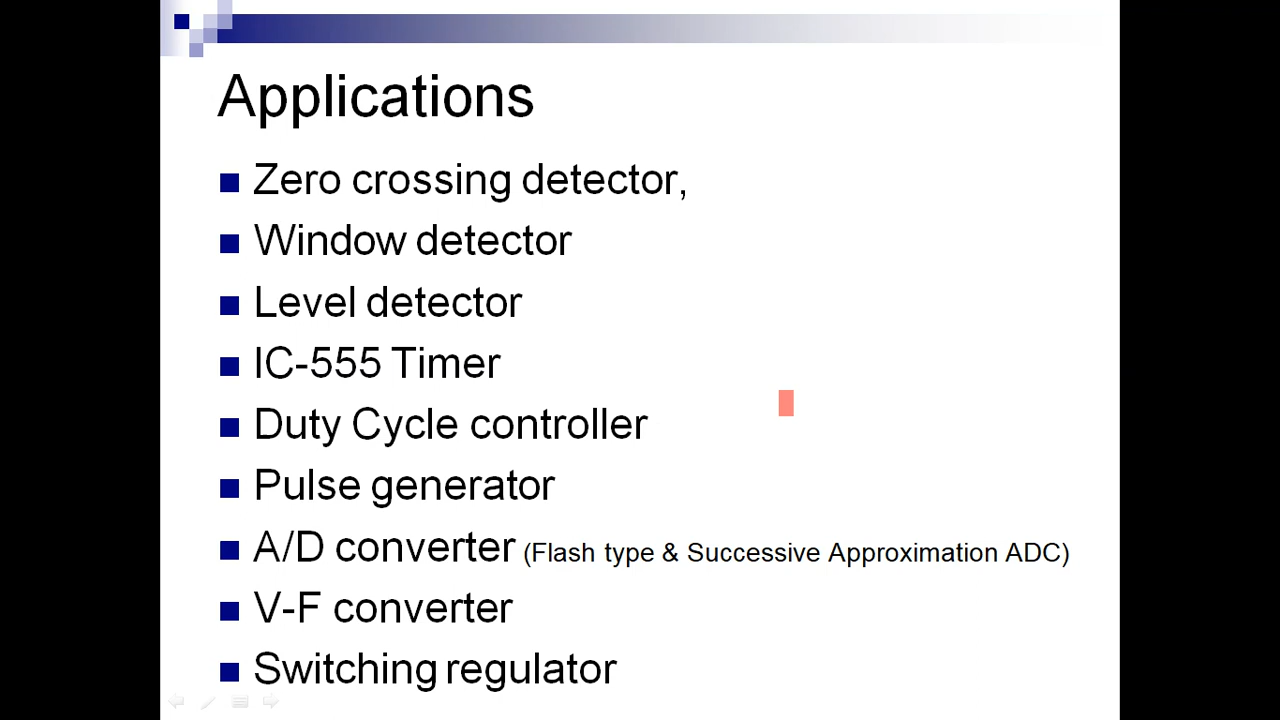 Applications
Zero crossing detector,
Window detector
Level detector
IC-555 Timer
Duty Cycle controller
Pulse generator
A/D converter (Flash type & Successive Approximation ADC)
V-F converter
Switching regulator